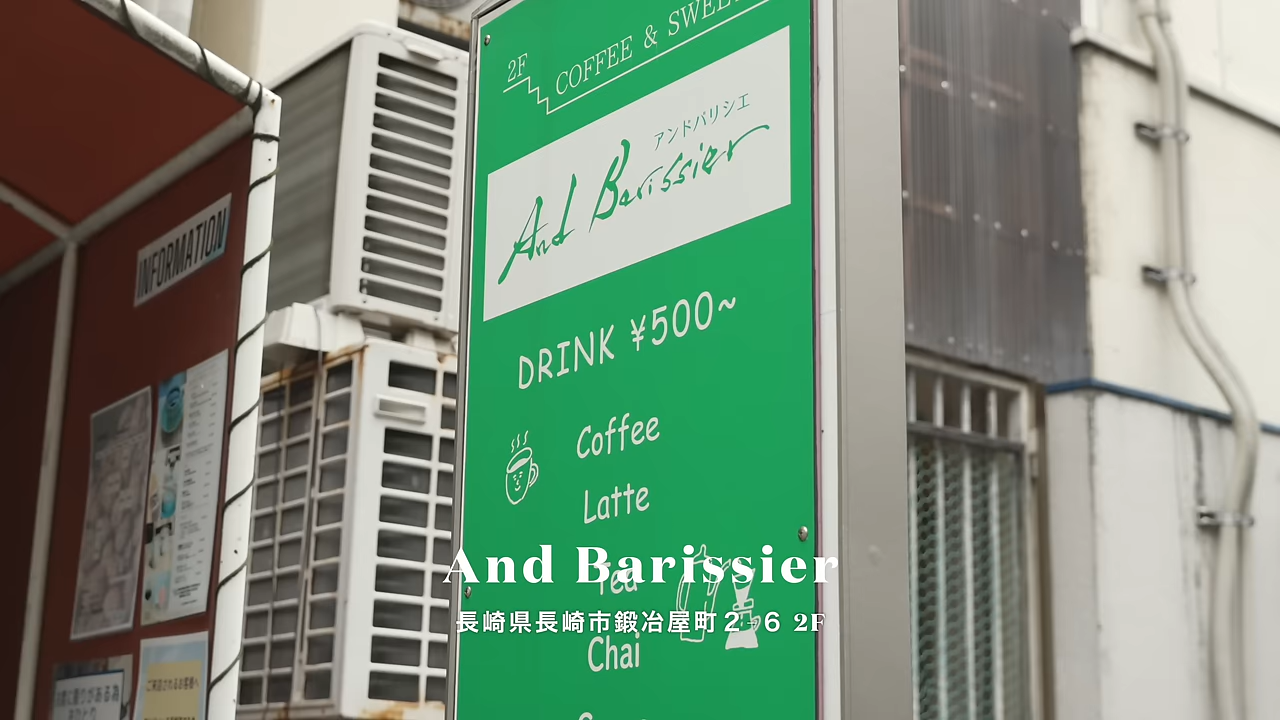 2F
COFFEE & SWEE
アンドバリシエ
And Barissier
DRINK ¥500~
Coffee
Latte
Tea
Chai
INFORMATION
And Barissier
長崎県長崎市鍛冶屋町2-6 2F